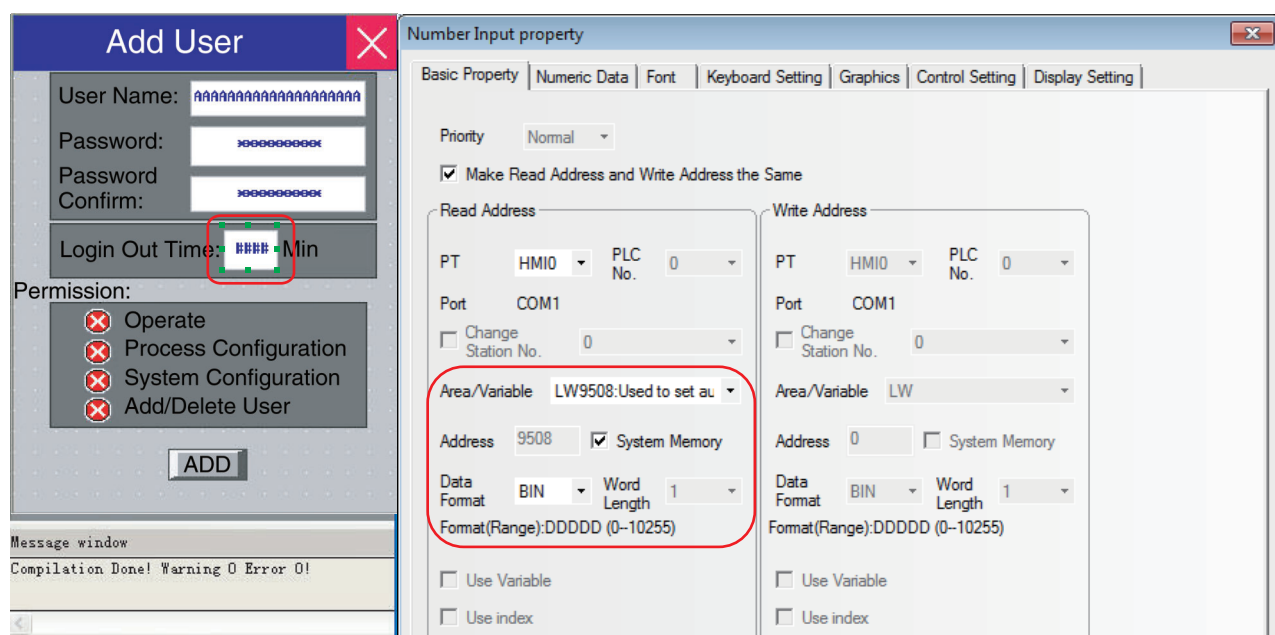 Add User
User Name: AAAAAAAAAAAAAAAAAAAA
Password: **********
Password
Confirm: **********
Login Out Time: #### Min
Permission:
Operate
Process Configuration
System Configuration
Add/Delete User
ADD
Message window
Compilation Done! Warning 0 Error 0!
Number Input property
Basic Property Numeric Data Font Keyboard Setting Graphics Control Setting Display Setting
Priority Normal
Make Read Address and Write Address the Same
Read Address
PT HMI0 PLC No. 0
Port COM1
Change Station No. 0
Area/Variable LW9508:Used to set au
Address 9508 System Memory
Data Format BIN Word Length 1
Format(Range):DDDDD (0--10255)
Use Variable
Use index
Write Address
PT HMI0 PLC No. 0
Port COM1
Change Station No. 0
Area/Variable LW
Address 0 System Memory
Data Format BIN Word Length 1
Format(Range):DDDDD (0--10255)
Use Variable
Use index